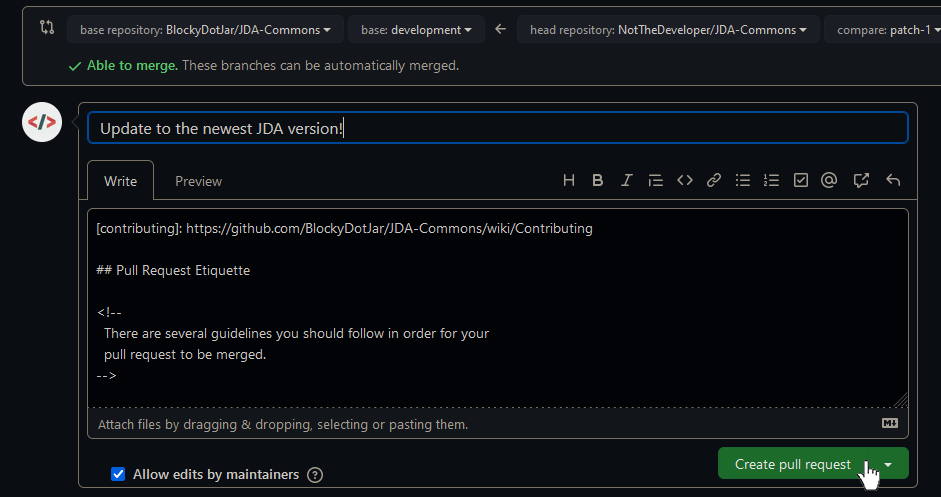 base repository: BlockyDotJar/JDA-Commons base: development head repository: NotTheDeveloper/JDA-Commons compare: patch-1
Able to merge. These branches can be automatically merged.
</>
Update to the newest JDA version!
Write Preview H B I <> @
[contributing]: https://github.com/BlockyDotJar/JDA-Commons/wiki/Contributing
## Pull Request Etiquette
<!--
There are several guidelines you should follow in order for your
pull request to be merged.
-->
Attach files by dragging & dropping, selecting or pasting them.
Create pull request
Allow edits by maintainers ?